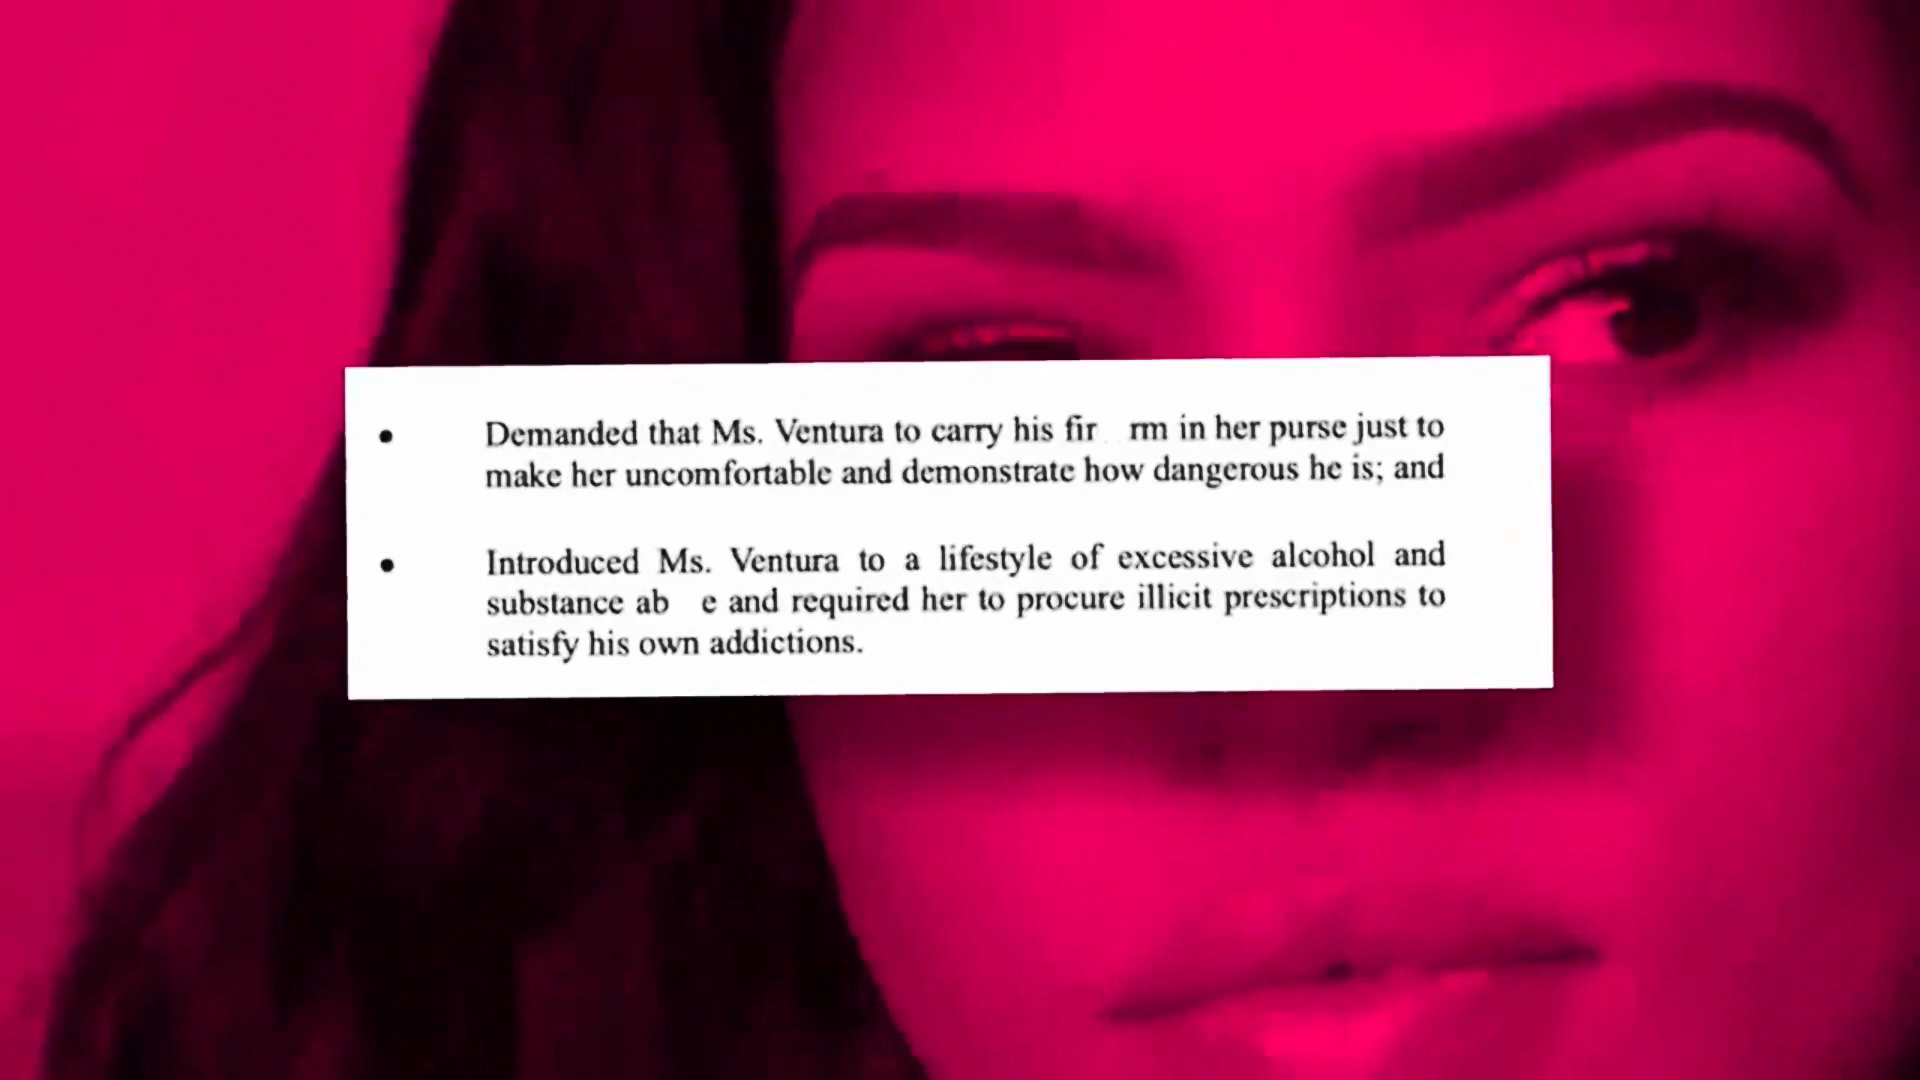 • Demanded that Ms. Ventura to carry his fir rm in her purse just to
make her uncomfortable and demonstrate how dangerous he is; and
• Introduced Ms. Ventura to a lifestyle of excessive alcohol and
substance ab e and required her to procure illicit prescriptions to
satisfy his own addictions.